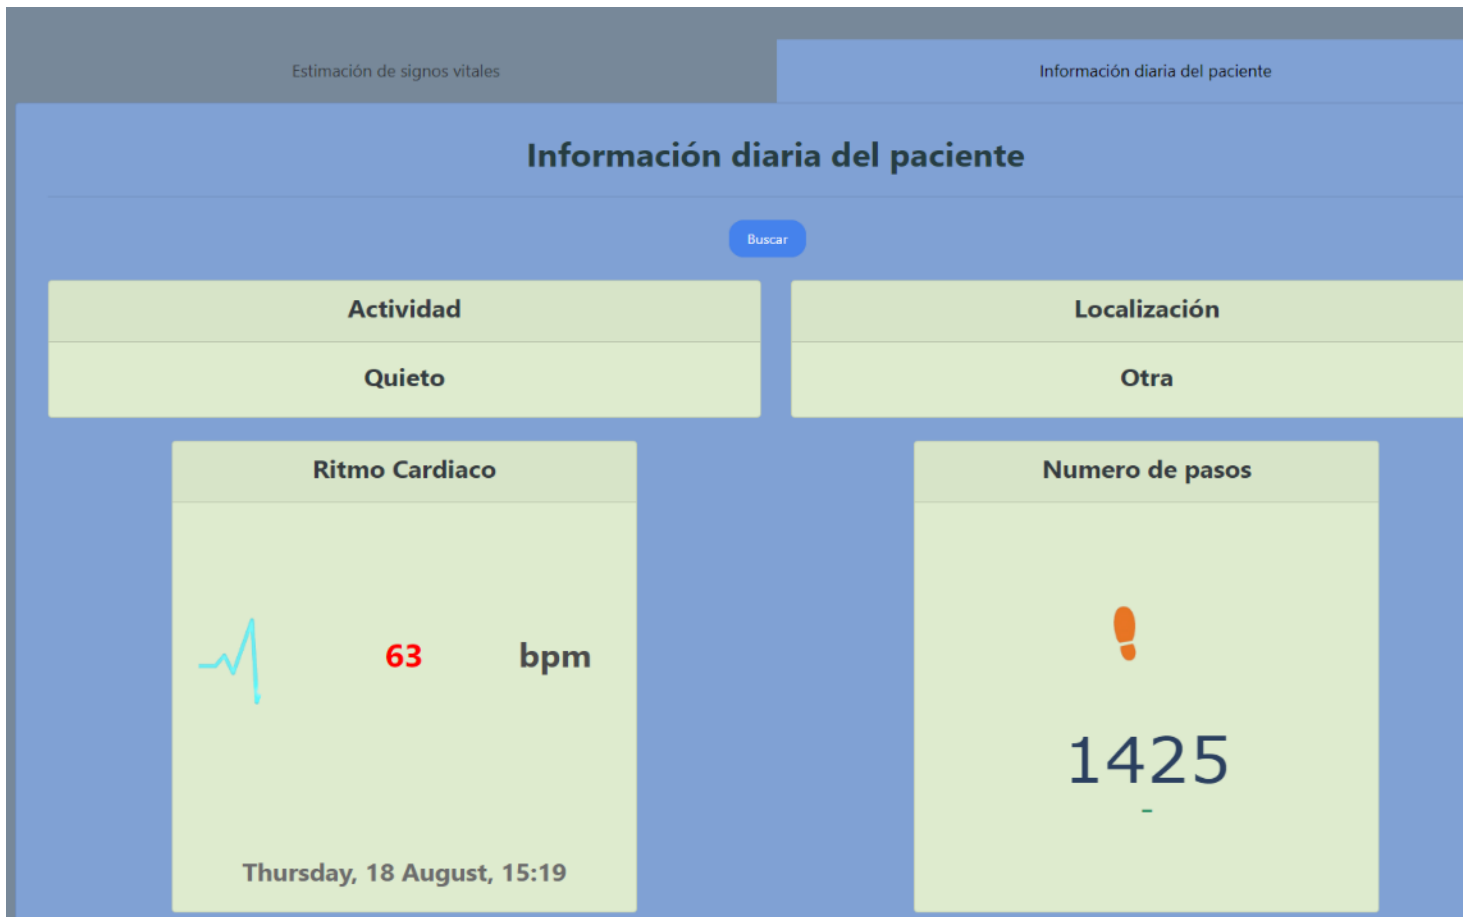 Estimación de signos vitales
Información diaria del paciente
Información diaria del paciente
Buscar
Actividad
Quieto
Localización
Otra
Ritmo Cardiaco
63 bpm
Thursday, 18 August, 15:19
Numero de pasos
1425
-